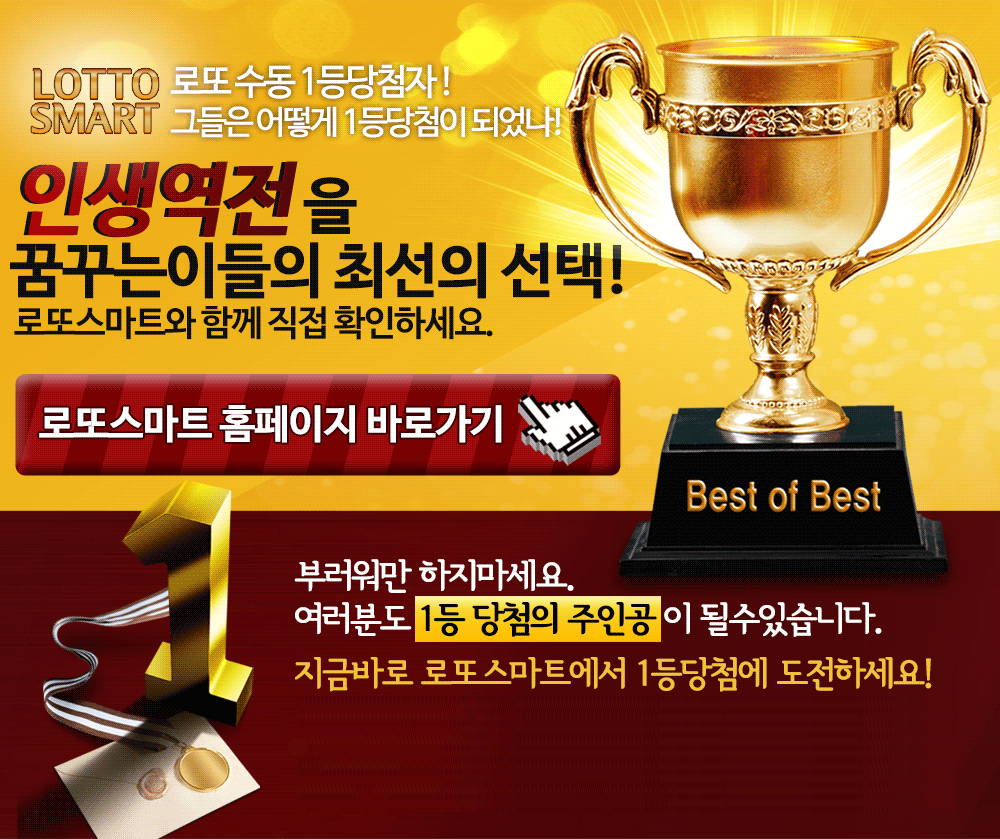 LOTTO
SMART
로또 수동 1등당첨자 !
그들은 어떻게 1등당첨이 되었나!
인생역전을
꿈꾸는이들의 최선의 선택!
로또스마트와 함께 직접 확인하세요.
로또스마트 홈페이지 바로가기
Best of Best
1
부러워만 하지마세요.
여러분도 1등 당첨의 주인공 이 될수있습니다.
지금바로 로또스마트에서 1등당첨에 도전하세요!